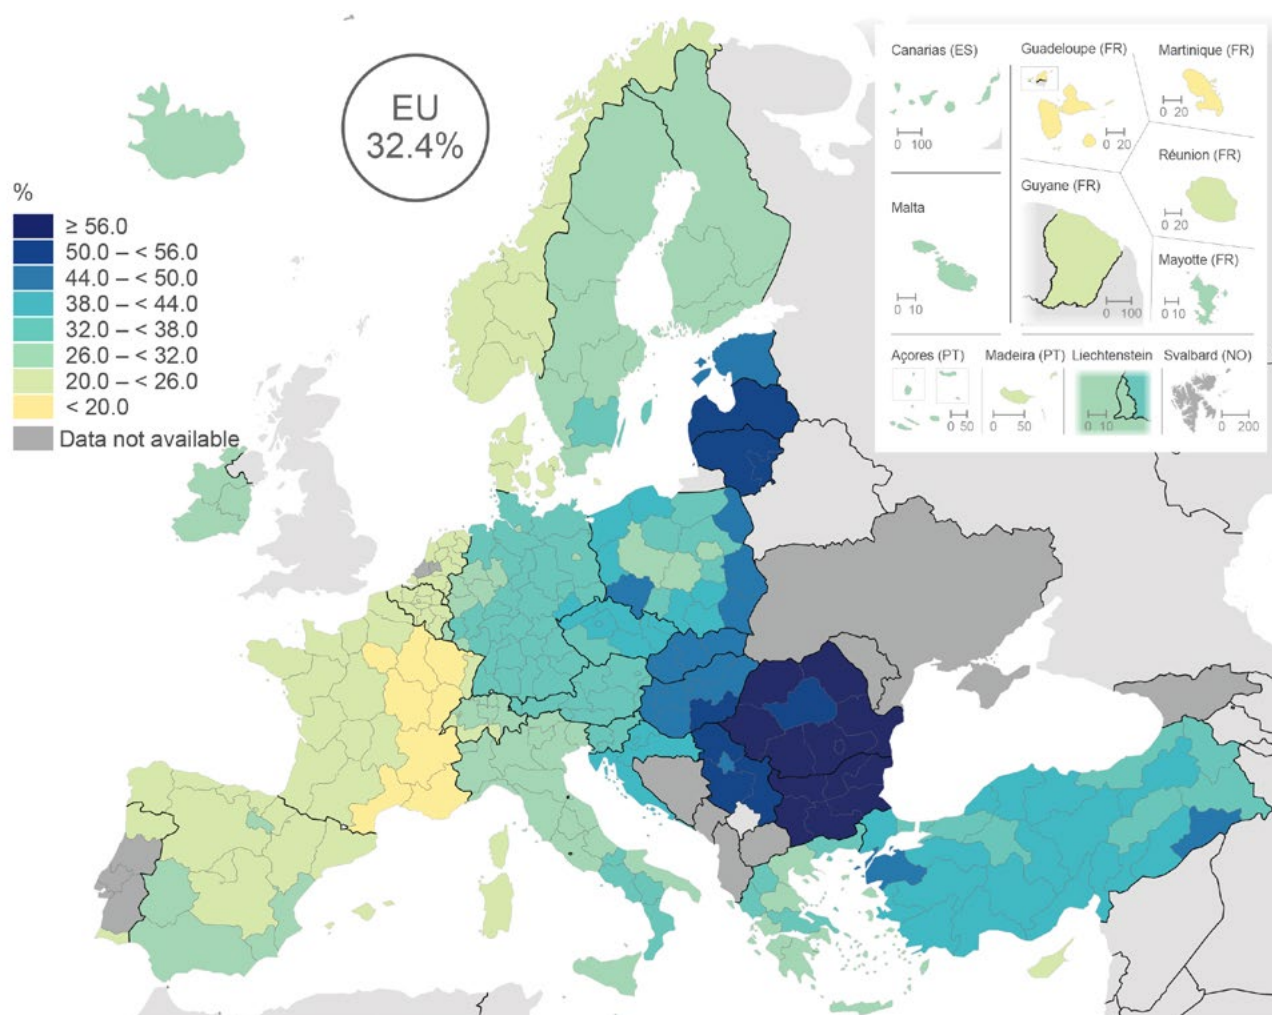 EU
32.4%
%
≥ 56.0
50.0 – < 56.0
44.0 – < 50.0
38.0 – < 44.0
32.0 – < 38.0
26.0 – < 32.0
20.0 – < 26.0
< 20.0
Data not available
Canarias (ES)
0 100
Guadeloupe (FR)
0 20
Martinique (FR)
0 20
Réunion (FR)
0 20
Guyane (FR)
0 100
Malta
0 10
Mayotte (FR)
0 10
Açores (PT)
0 50
Madeira (PT)
0 50
Liechtenstein
0 10
Svalbard (NO)
0 200